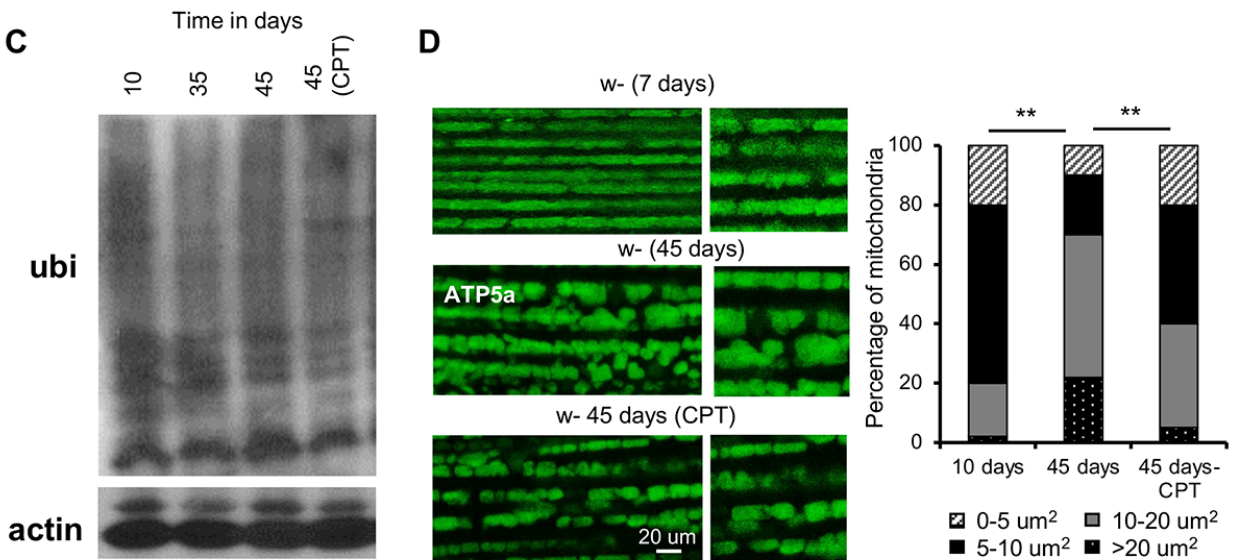 C
Time in days
10
35
45
45
(CPT)
ubi
actin
D
w- (7 days)
w- (45 days)
ATP5a
w- 45 days (CPT)
20 um
**
**
Percentage of mitochondria
100
80
60
40
20
0
10 days
45 days
45 days-
CPT
0-5 um²
10-20 um²
5-10 um²
>20 um²